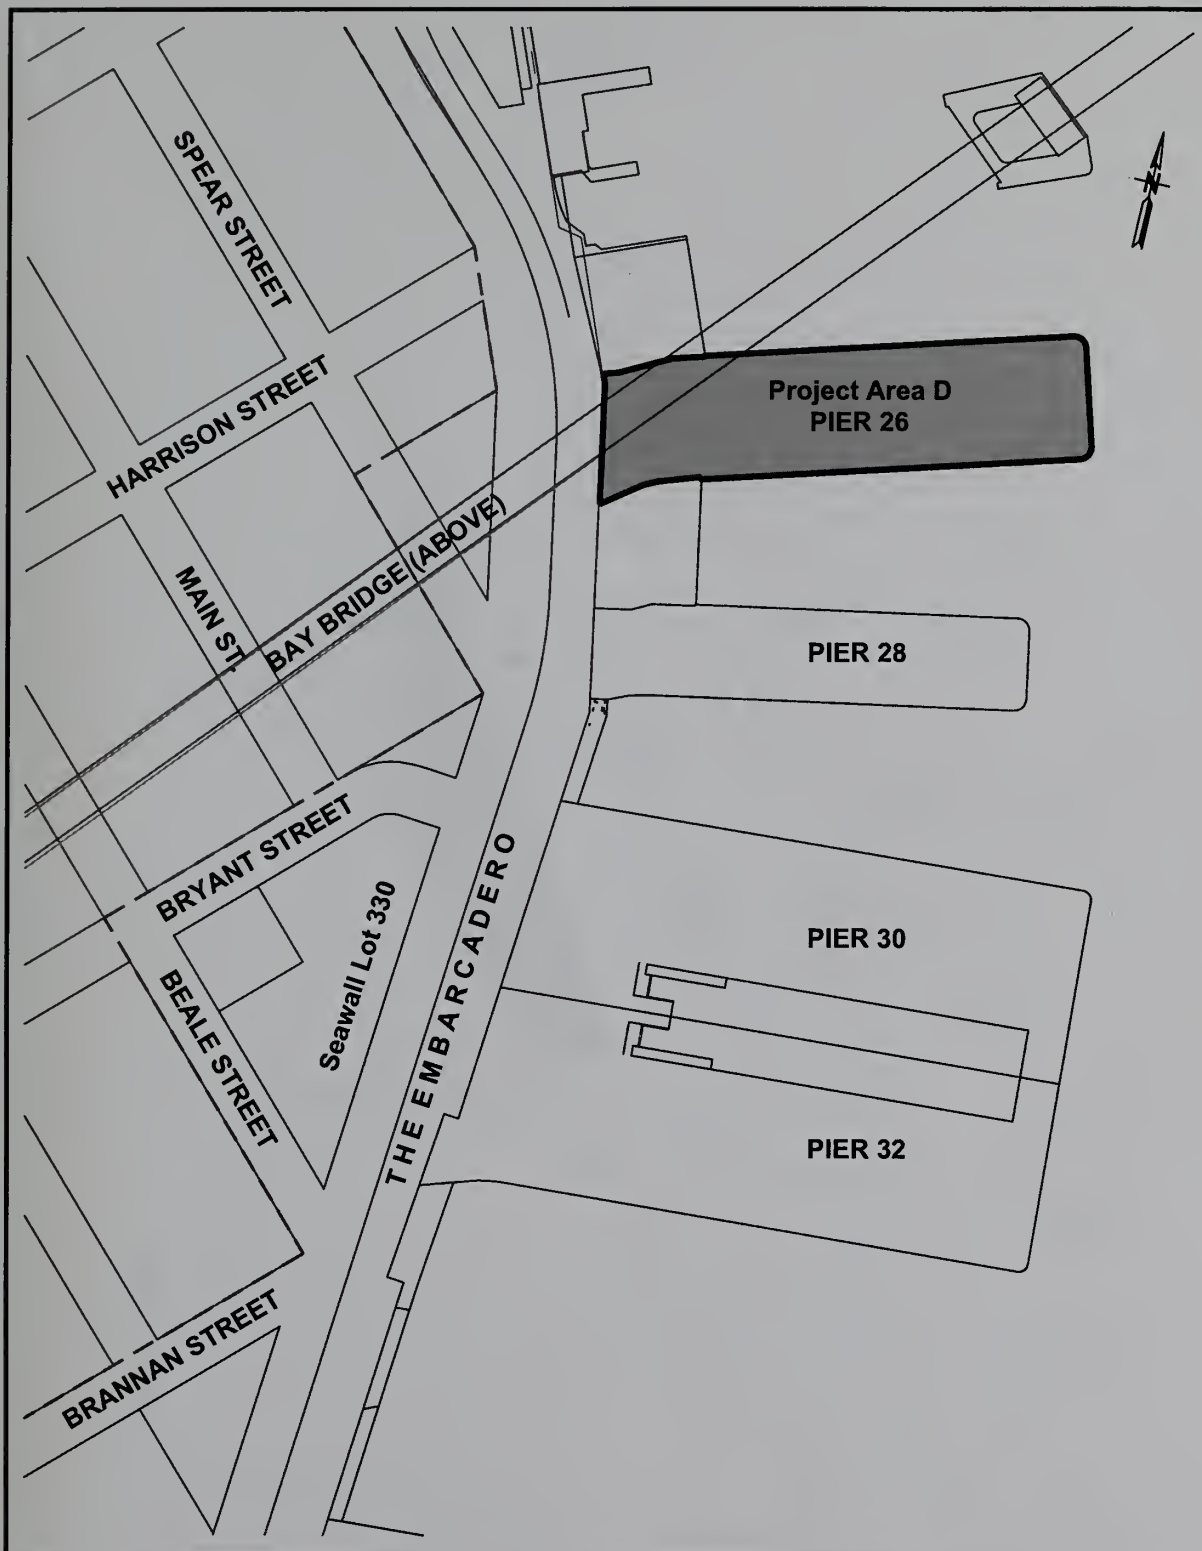 SPEAR STREET
N
HARRISON STREET
Project Area D
PIER 26
BAY BRIDGE (ABOVE)
MAIN ST.
PIER 28
BRYANT STREET
THE EMBARCADERO
Seawall Lot 330
PIER 30
BEALE STREET
PIER 32
BRANNAN STREET